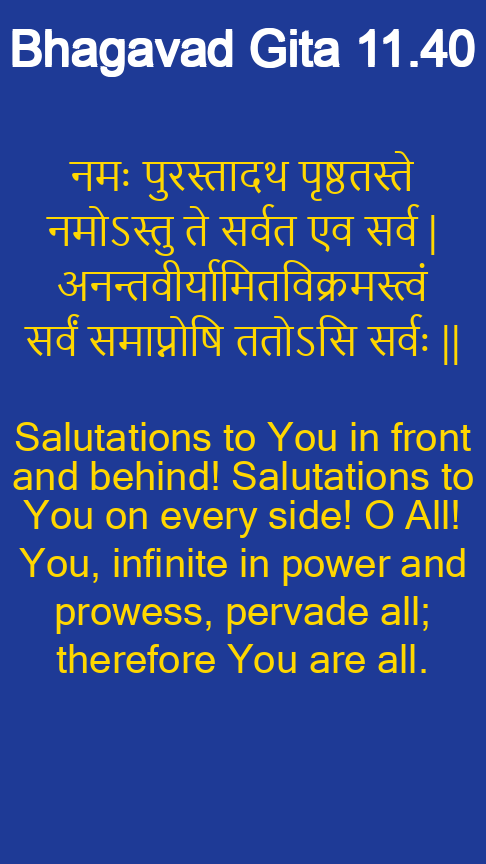 Bhagavad Gita 11.40
नमः पुरस्तादथ पृष्ठतस्ते
नमोऽस्तु ते सर्वत एव सर्व |
अनन्तवीर्यामितविक्रमस्त्वं
सर्वं समाप्नोषि ततोऽसि सर्वः ||
Salutations to You in front
and behind! Salutations to
You on every side! O All!
You, infinite in power and
prowess, pervade all;
therefore You are all.